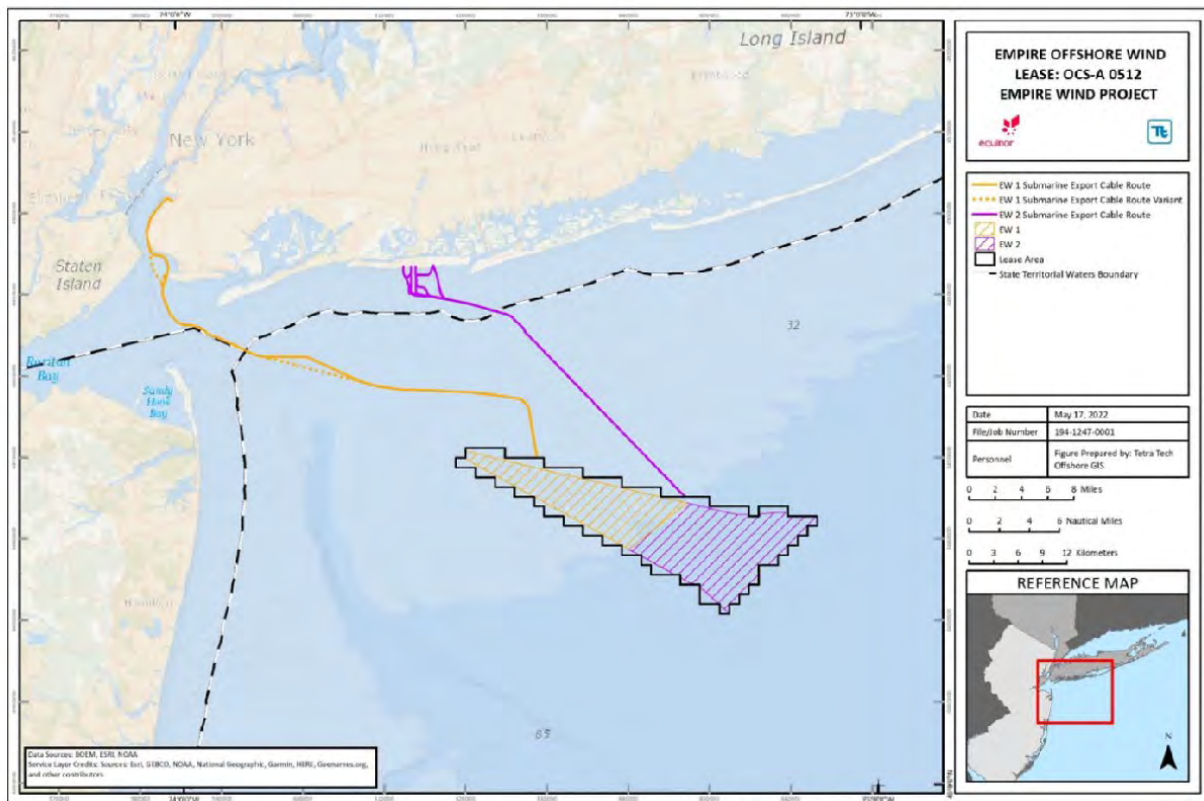 74°0'0"W
Long Island
New York
Staten
Island
Raritan
Bay
Sandy
Hook
Bay
32
65
Data Sources: BOEM, ESRI, NOAA
Service Layer Credits: Sources: Esri, GEBCO, NOAA, National Geographic, Garmin, HERE, Geonames.org,
and other contributors
EMPIRE OFFSHORE WIND
LEASE: OCS-A 0512
EMPIRE WIND PROJECT
equinor
Tt
EW 1 Submarine Export Cable Route
EW 1 Submarine Export Cable Route Variant
EW 2 Submarine Export Cable Route
EW 1
EW 2
Lease Area
State Territorial Waters Boundary
Date May 17, 2022
File/Job Number 194-1247-0001
Personnel Figure Prepared by: Tetra Tech
Offshore GIS
0 2 4 6 8 Miles
0 2 4 6 Nautical Miles
0 3 6 9 12 Kilometers
REFERENCE MAP
N